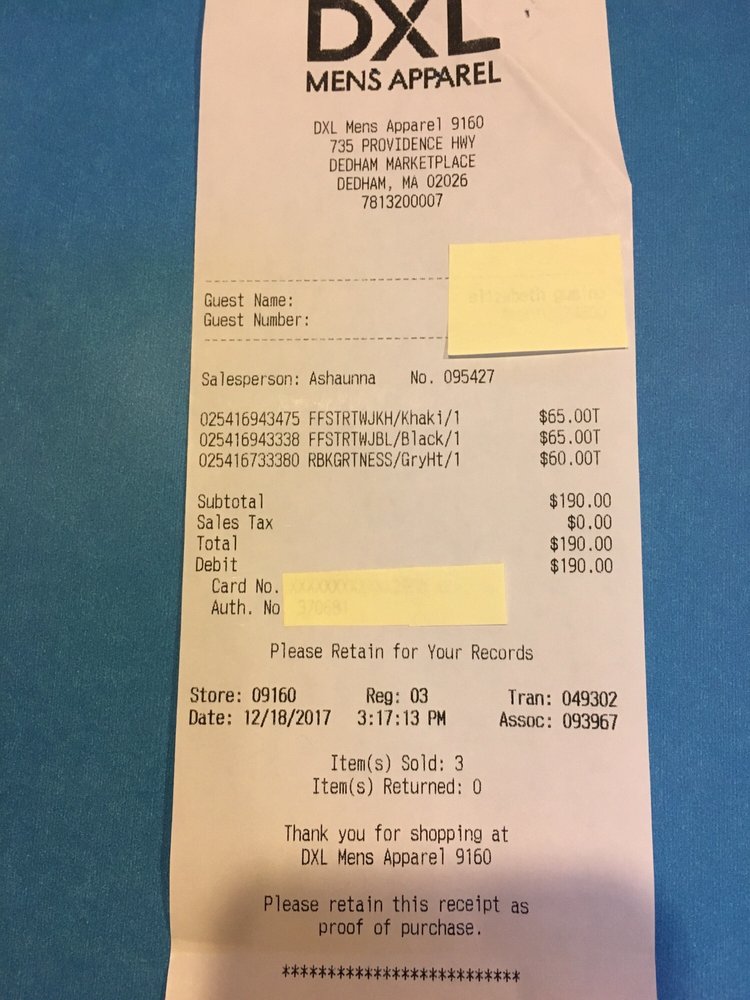 DXL
MENS APPAREL
DXL Mens Apparel 9160
735 PROVIDENCE HWY
DEDHAM MARKETPLACE
DEDHAM, MA 02026
7813200007
Guest Name:
Guest Number:
Salesperson: Ashaunna No. 095427
025416943475 FFSTRTWJKH/Khaki/1 $65.00T
025416943338 FFSTRTWJBL/Black/1 $65.00T
025416733380 RBKGRTNESS/GryHt/1 $60.00T
Subtotal $190.00
Sales Tax $0.00
Total $190.00
Debit $190.00
Card No.
Auth. No
Please Retain for Your Records
Store: 09160 Reg: 03 Tran: 049302
Date: 12/18/2017 3:17:13 PM Assoc: 093967
Item(s) Sold: 3
Item(s) Returned: 0
Thank you for shopping at
DXL Mens Apparel 9160
Please retain this receipt as
proof of purchase.
**************************